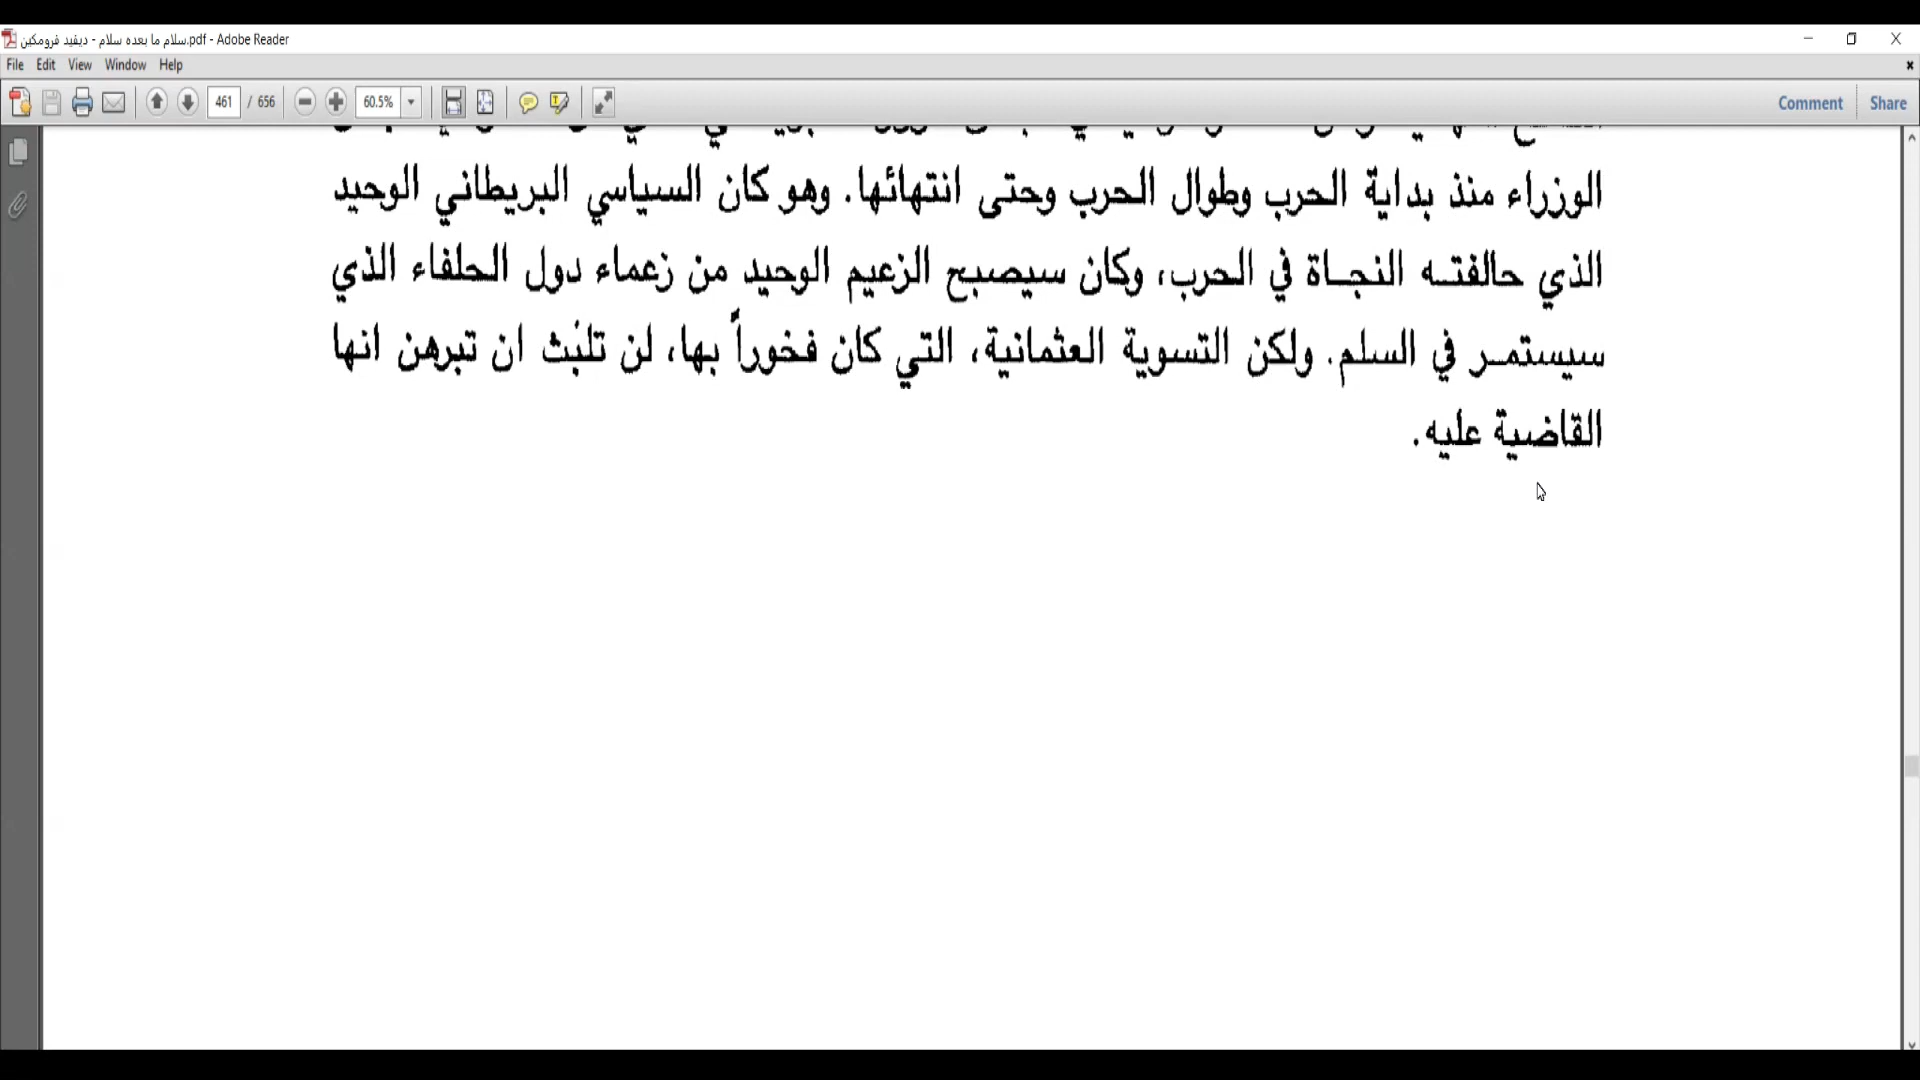 سلام ما بعده سلام - ديفيد فرومكين.pdf - Adobe Reader
File Edit View Window Help
461 / 656 60.5% Comment Share
الوزراء منذ بداية الحرب وطوال الحرب وحتى انتهائها. وهو كان السياسي البريطاني الوحيد
الذي حالفته النجاة في الحرب، وكان سيصبح الزعيم الوحيد من زعماء دول الحلفاء الذي
سيستمر في السلم. ولكن التسوية العثمانية، التي كان فخوراً بها، لن تلبث ان تبرهن انها
القاضية عليه.